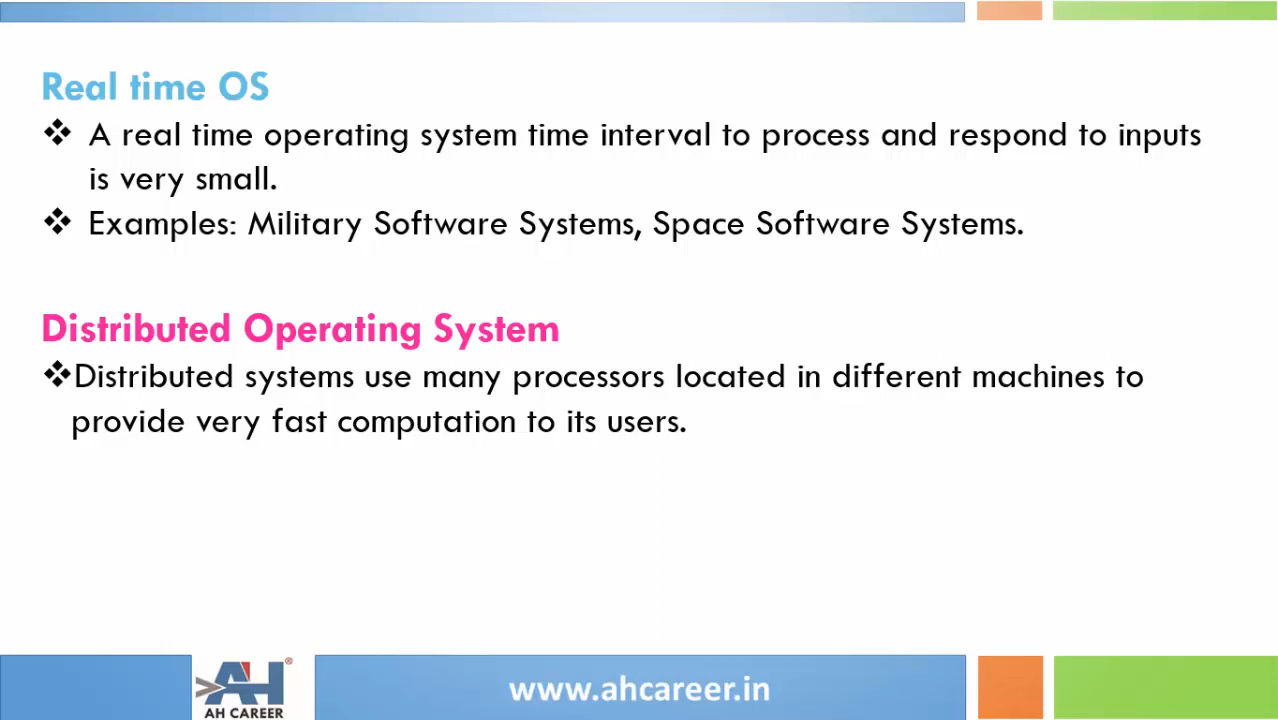 Real time OS
❖ A real time operating system time interval to process and respond to inputs
is very small.
❖ Examples: Military Software Systems, Space Software Systems.
Distributed Operating System
❖Distributed systems use many processors located in different machines to
provide very fast computation to its users.
AH®
AH CAREER
www.ahcareer.in